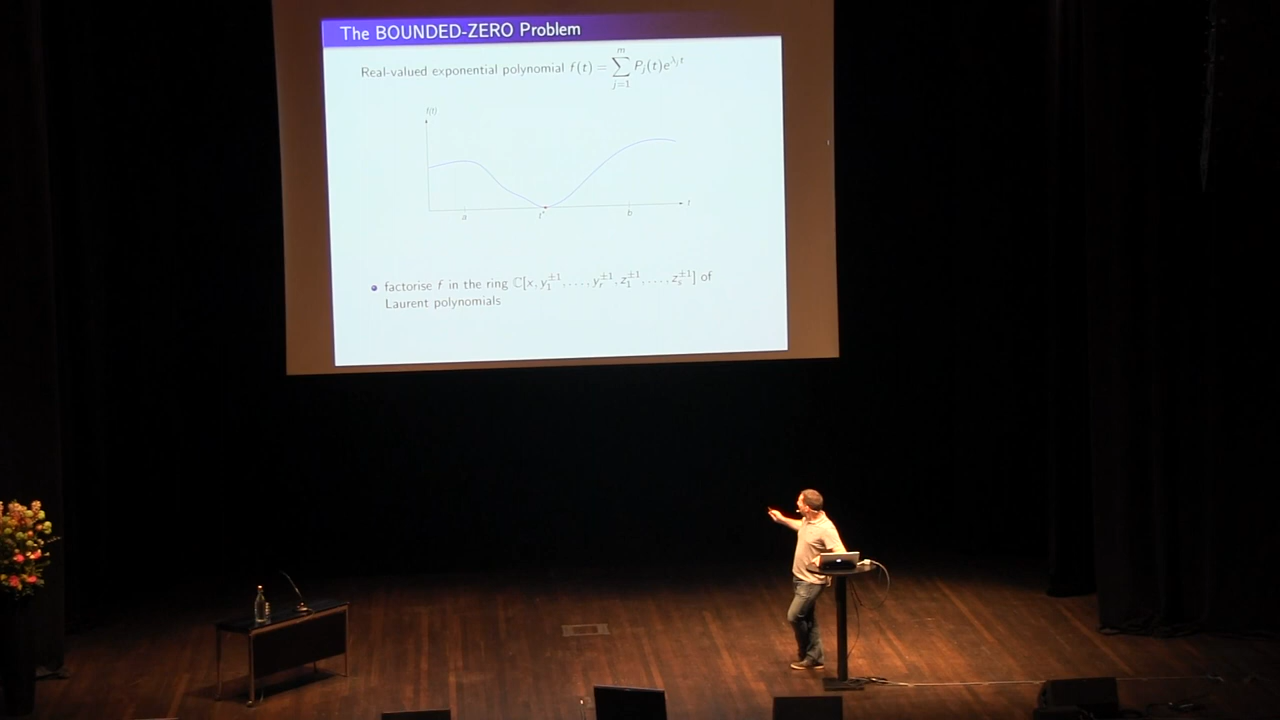 The BOUNDED-ZERO Problem
Real-valued exponential polynomial f(t) = ∑_{j=1}^{m} P_j(t)e^{λ_j t}
f(t)
a t* b t
factorise f in the ring ℂ[x, y_1^{±1}, . . . , y_r^{±1}, z_1^{±1}, . . . , z_s^{±1}] of
Laurent polynomials